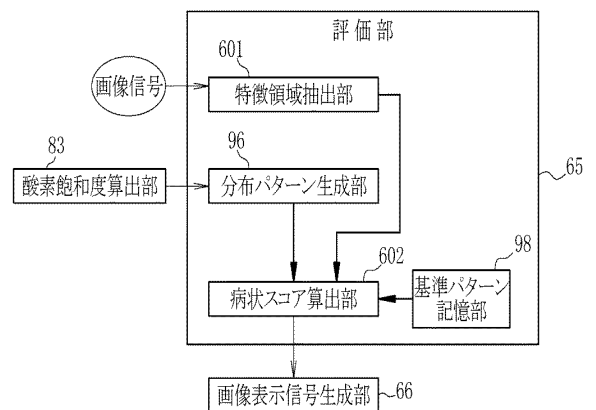 評価部
601
画像信号
特徴領域抽出部
83
96
酸素飽和度算出部
分布パターン生成部
65
602
98
病状スコア算出部
基準パターン
記憶部
画像表示信号生成部
66